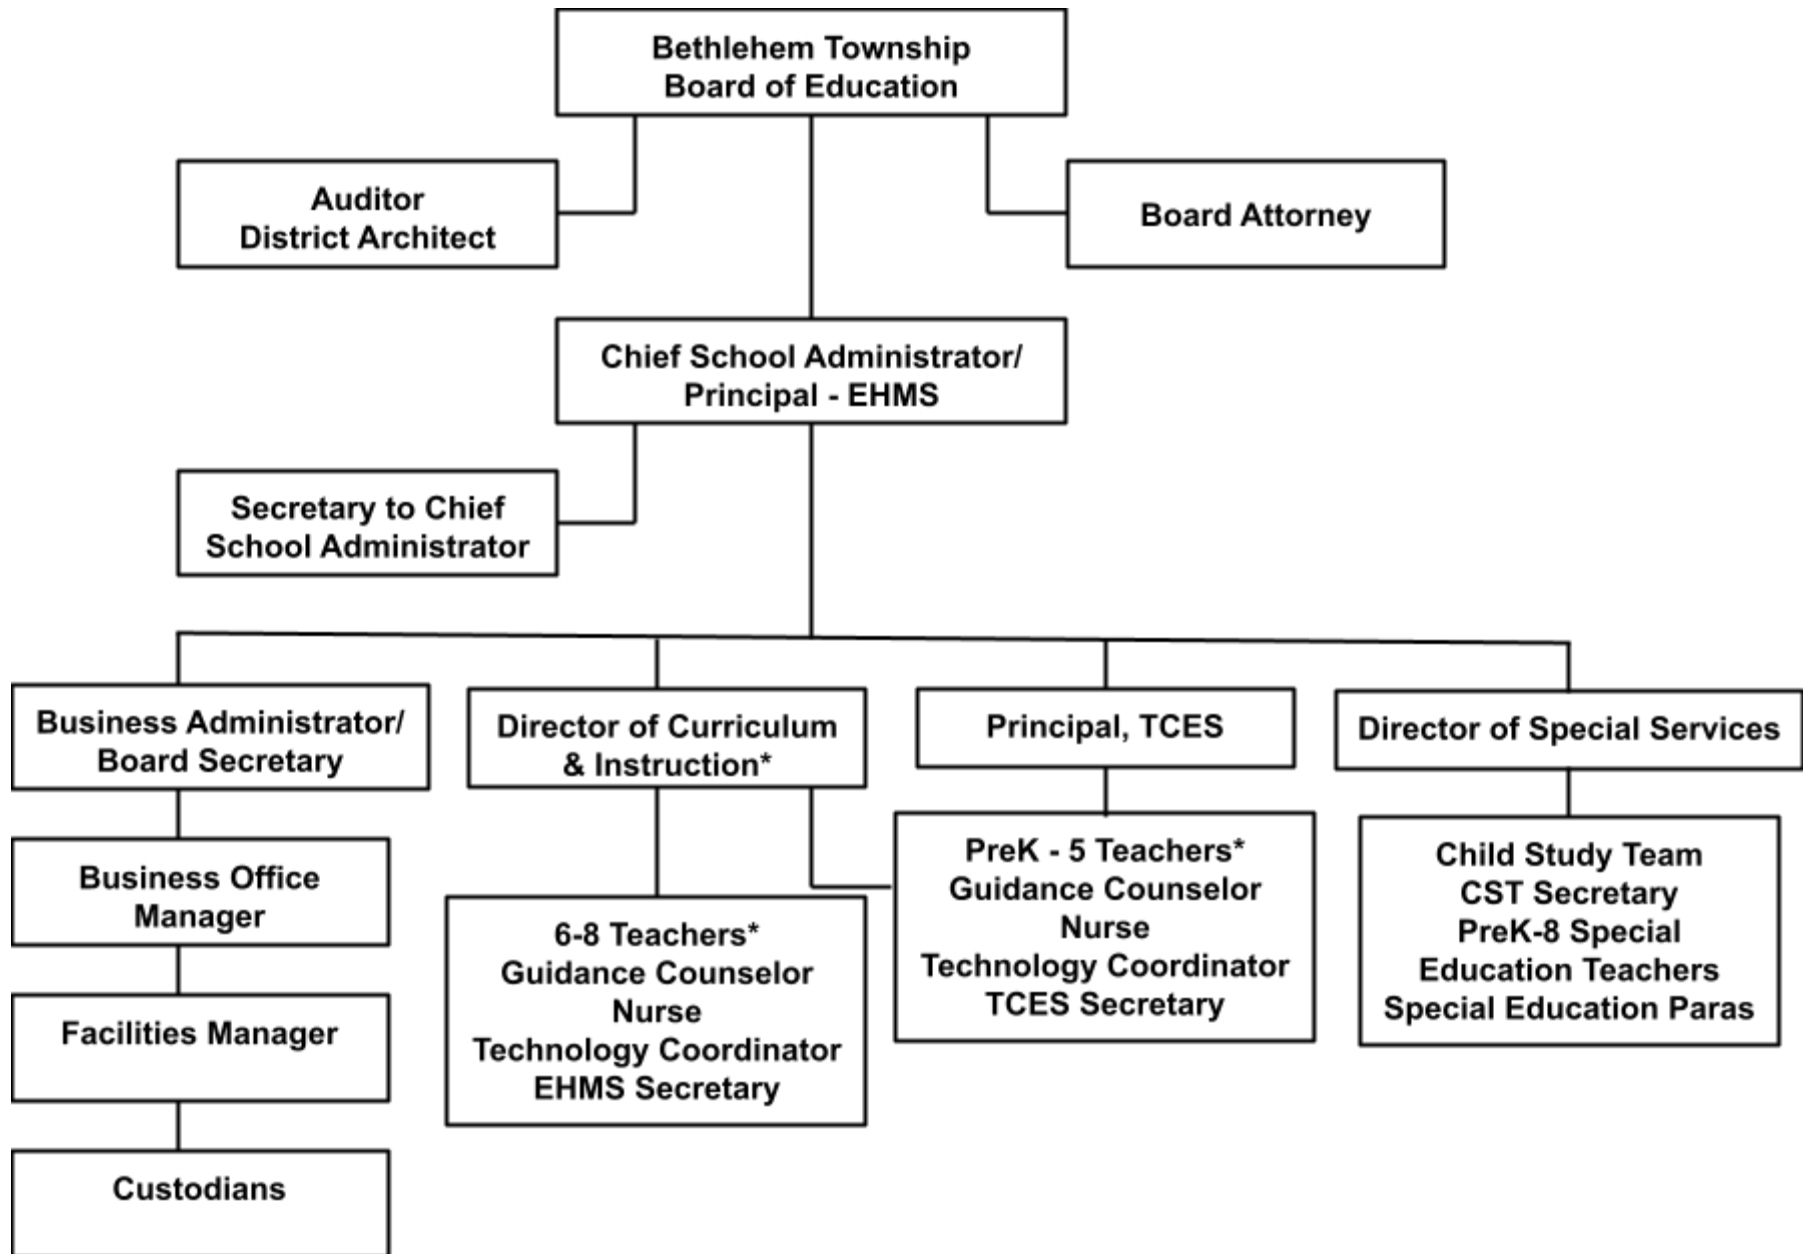 Bethlehem Township
Board of Education
Auditor
District Architect
Board Attorney
Chief School Administrator/
Principal - EHMS
Secretary to Chief
School Administrator
Business Administrator/
Board Secretary
Director of Curriculum
& Instruction*
Principal, TCES
Director of Special Services
Business Office
Manager
Facilities Manager
Custodians
6-8 Teachers*
Guidance Counselor
Nurse
Technology Coordinator
EHMS Secretary
PreK - 5 Teachers*
Guidance Counselor
Nurse
Technology Coordinator
TCES Secretary
Child Study Team
CST Secretary
PreK-8 Special
Education Teachers
Special Education Paras